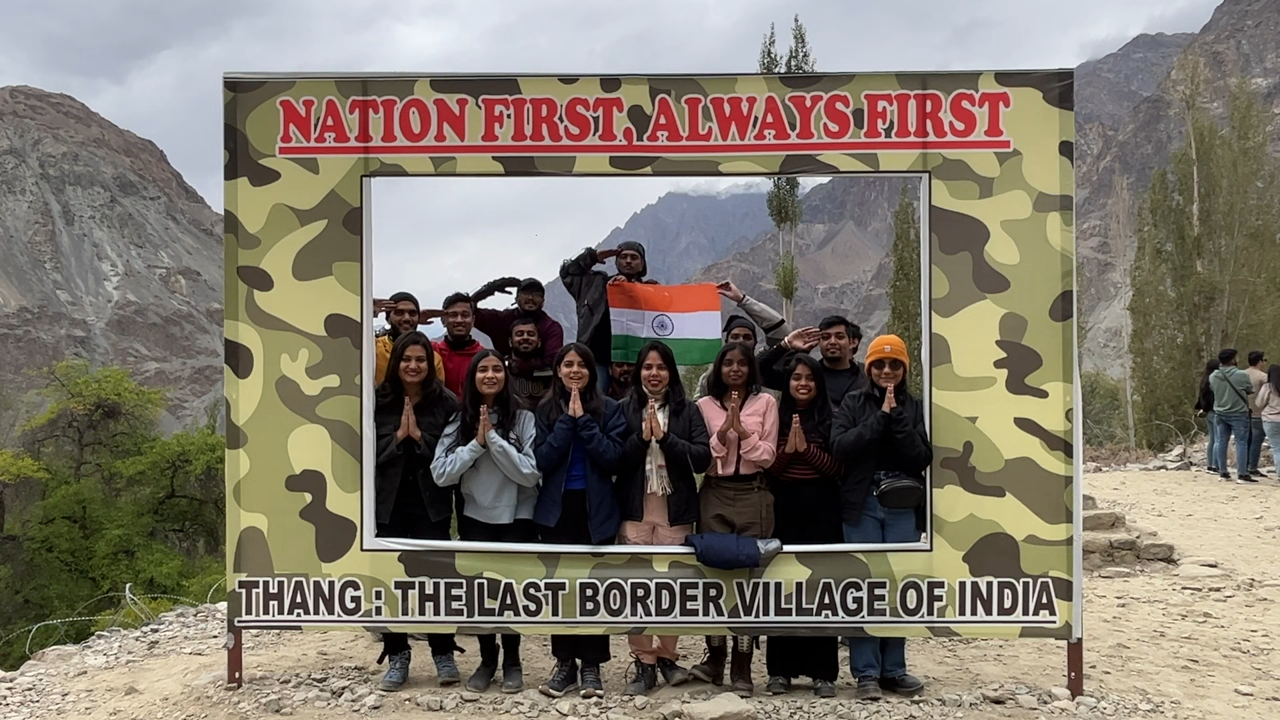 NATION FIRST, ALWAYS FIRST
THANG : THE LAST BORDER VILLAGE OF INDIA